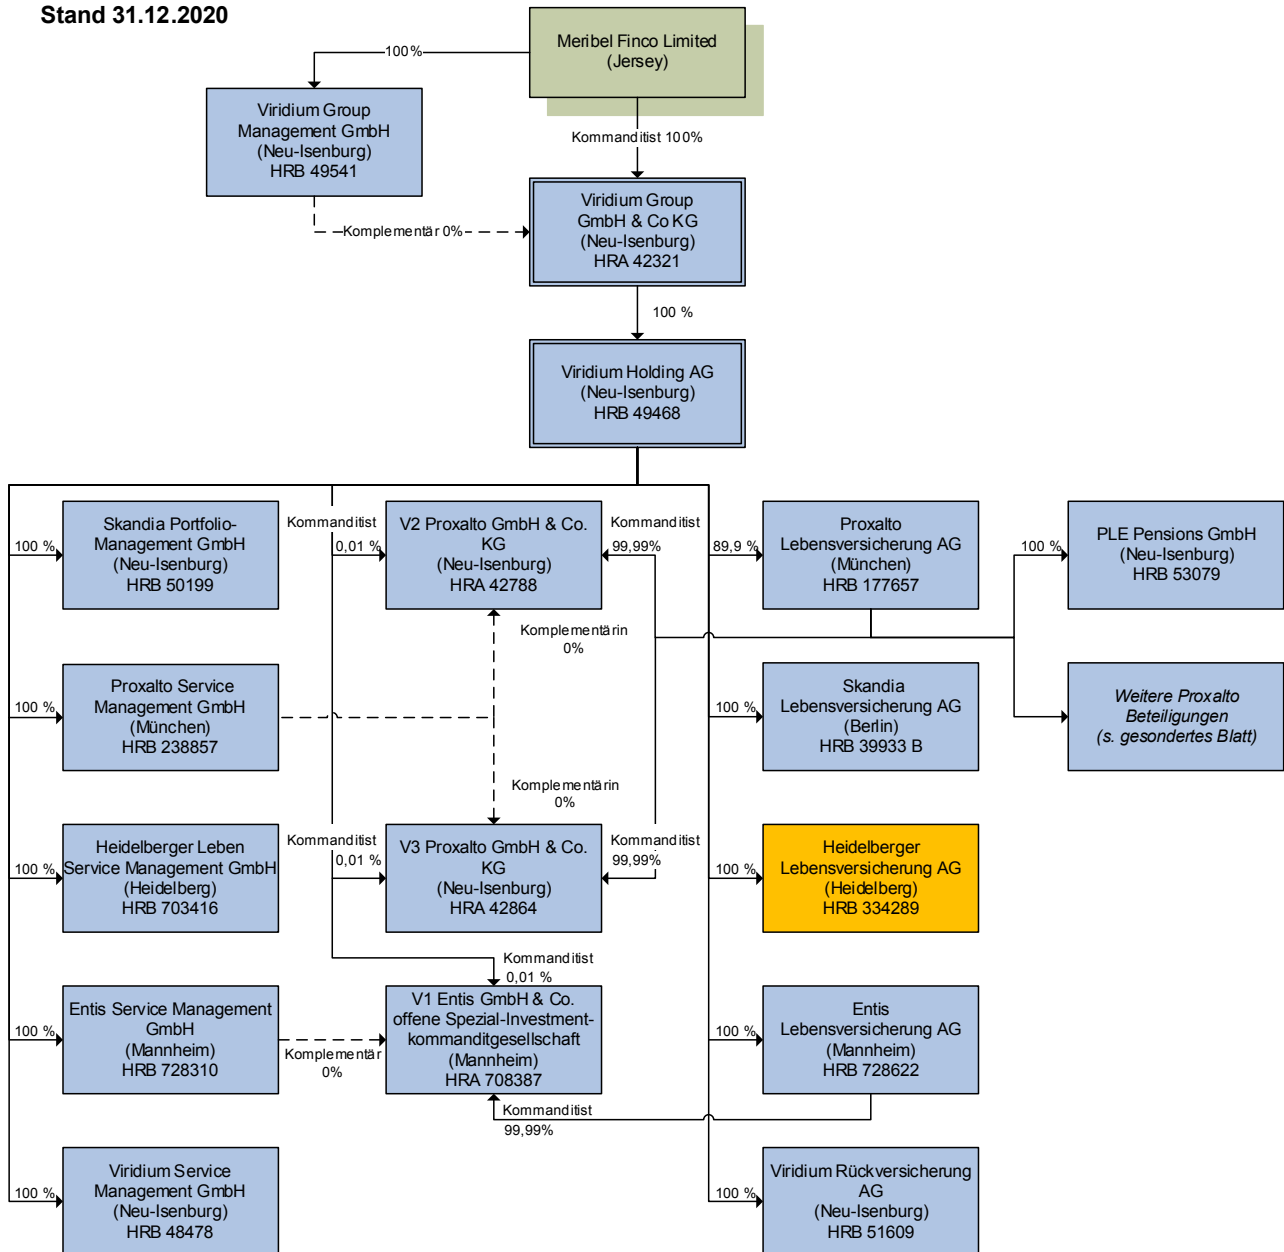 Stand 31.12.2020
Meribel Finco Limited
(Jersey)
100%
Viridium Group
Management GmbH
(Neu-Isenburg)
HRB 49541
Kommanditist 100%
Komplementär 0%
Viridium Group
GmbH & Co KG
(Neu-Isenburg)
HRA 42321
100 %
Viridium Holding AG
(Neu-Isenburg)
HRB 49468
100 %
Skandia Portfolio-
Management GmbH
(Neu-Isenburg)
HRB 50199
Kommanditist
0,01 %
V2 Proxalto GmbH & Co.
KG
(Neu-Isenburg)
HRA 42788
Kommanditist
99,99%
89,9 %
Proxalto
Lebensversicherung AG
(München)
HRB 177657
100 %
PLE Pensions GmbH
(Neu-Isenburg)
HRB 53079
Komplementärin
0%
100 %
Proxalto Service
Management GmbH
(München)
HRB 238857
100 %
Skandia
Lebensversicherung AG
(Berlin)
HRB 39933 B
Weitere Proxalto
Beteiligungen
(s. gesondertes Blatt)
Komplementärin
0%
100 %
Heidelberger Leben
Service Management GmbH
(Heidelberg)
HRB 703416
Kommanditist
0,01 %
V3 Proxalto GmbH & Co.
KG
(Neu-Isenburg)
HRA 42864
Kommanditist
99,99%
100 %
Heidelberger
Lebensversicherung AG
(Heidelberg)
HRB 334289
Kommanditist
0,01 %
100 %
Entis Service Management
GmbH
(Mannheim)
HRB 728310
Komplementär
0%
V1 Entis GmbH & Co.
offene Spezial-Investment-
kommanditgesellschaft
(Mannheim)
HRA 708387
100 %
Entis
Lebensversicherung AG
(Mannheim)
HRB 728622
Kommanditist
99,99%
100 %
Viridium Service
Management GmbH
(Neu-Isenburg)
HRB 48478
100 %
Viridium Rückversicherung
AG
(Neu-Isenburg)
HRB 51609